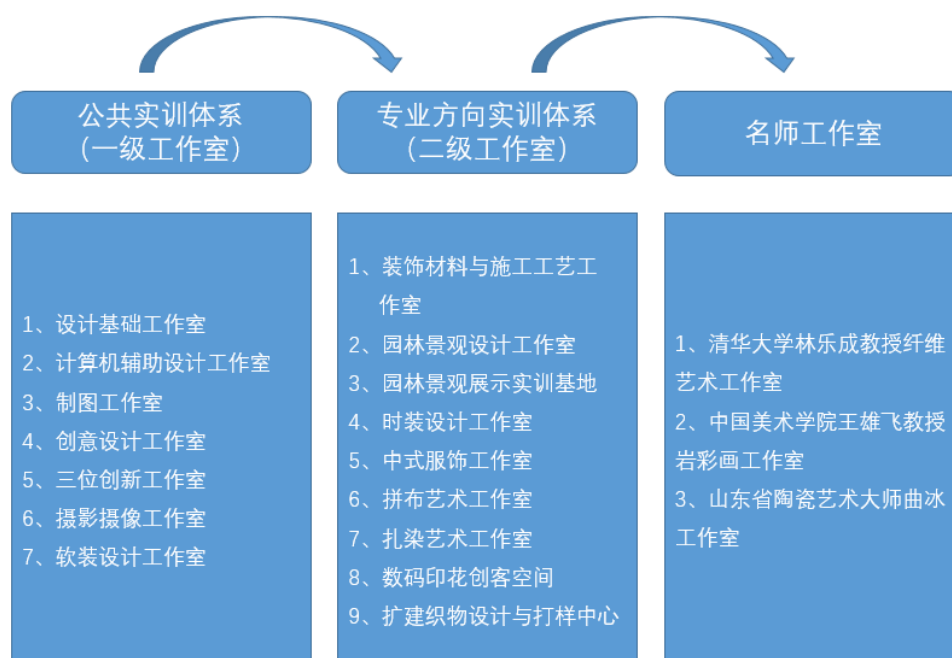 公共实训体系
（一级工作室）
专业方向实训体系
（二级工作室）
名师工作室
1、设计基础工作室
2、计算机辅助设计工作室
3、制图工作室
4、创意设计工作室
5、三位创新工作室
6、摄影摄像工作室
7、软装设计工作室
1、装饰材料与施工工艺工
作室
2、园林景观设计工作室
3、园林景观展示实训基地
4、时装设计工作室
5、中式服饰工作室
6、拼布艺术工作室
7、扎染艺术工作室
8、数码印花创客空间
9、扩建织物设计与打样中心
1、清华大学林乐成教授纤维
艺术工作室
2、中国美术学院王雄飞教授
岩彩画工作室
3、山东省陶瓷艺术大师曲冰
工作室